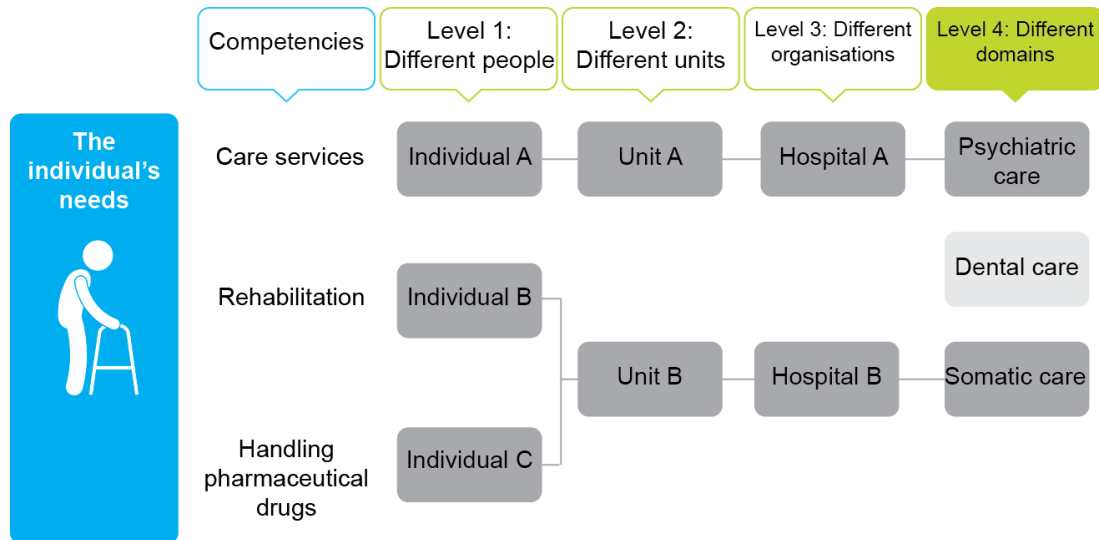 Competencies
Level 1:
Different people
Level 2:
Different units
Level 3: Different
organisations
Level 4: Different
domains
The
individual’s
needs
Care services
Individual A
Unit A
Hospital A
Psychiatric
care
Dental care
Rehabilitation
Individual B
Unit B
Hospital B
Somatic care
Handling
pharmaceutical
drugs
Individual C